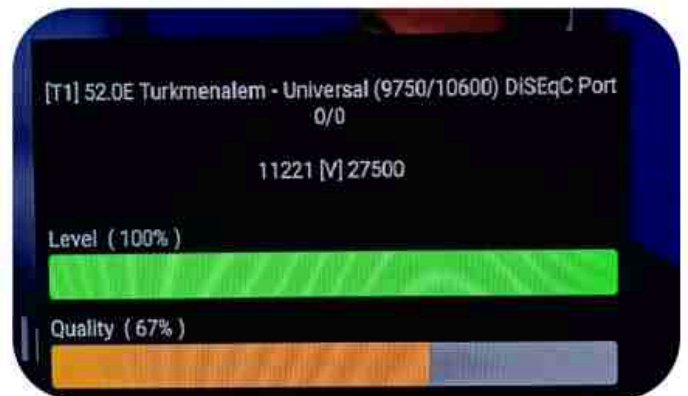 [T1] 52.0E Turkmenalem - Universal (9750/10600) DiSEqC Port
0/0
11221 [V] 27500
Level ( 100% )
Quality ( 67% )